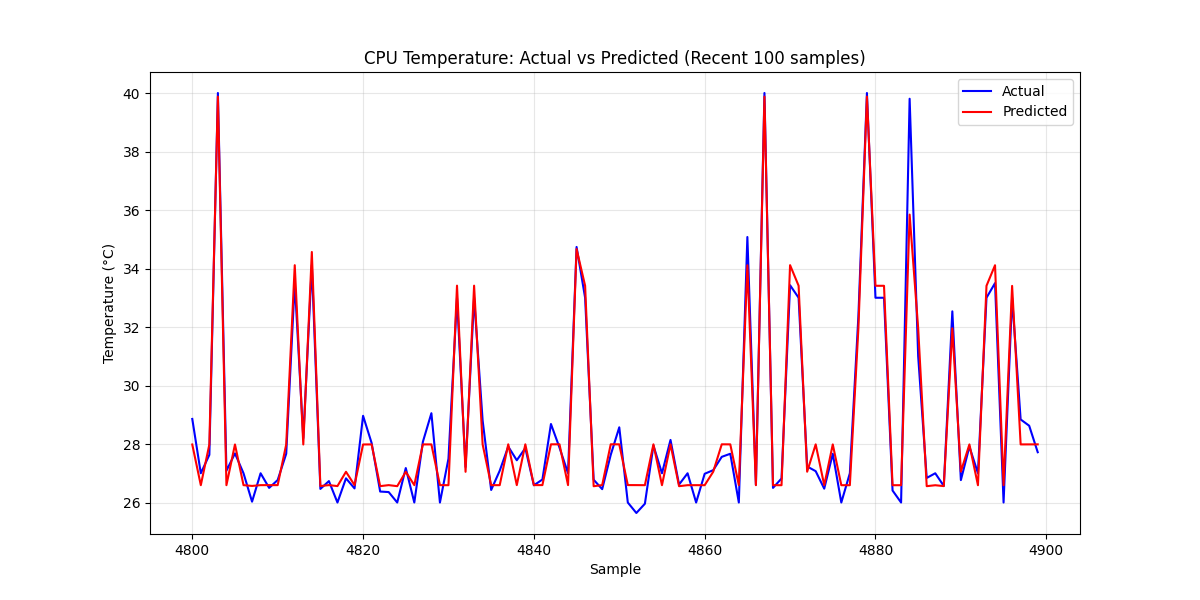 CPU Temperature: Actual vs Predicted (Recent 100 samples)
Actual
Predicted
Temperature (°C)
40
38
36
34
32
30
28
26
4800
4820
4840
4860
4880
4900
Sample